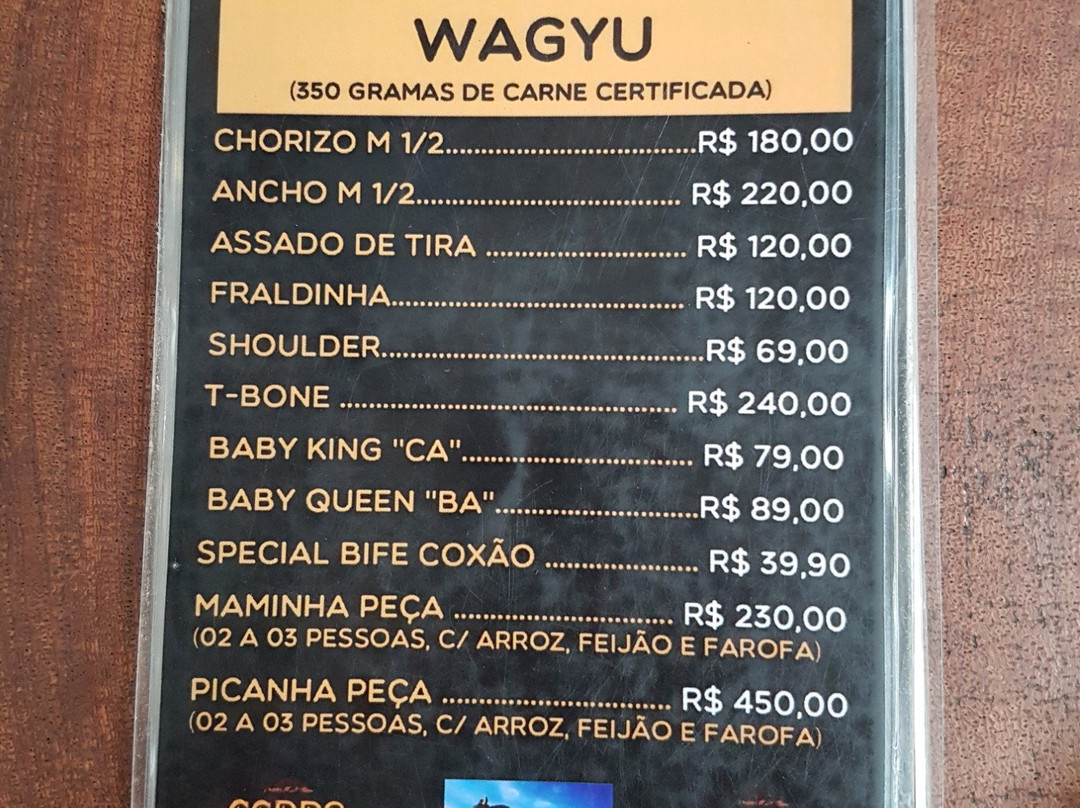 WAGYU
(350 GRAMAS DE CARNE CERTIFICADA)
CHORIZO M 1/2..........................................R$ 180,00
ANCHO M 1/2............................................ R$ 220,00
ASSADO DE TIRA .................................. R$ 120,00
FRALDINHA................................................. R$ 120,00
SHOULDER......................................................R$ 69,00
T-BONE ......................................................... R$ 240,00
BABY KING "CA"....................................... R$ 79,00
BABY QUEEN "BA"..................................R$ 89,00
SPECIAL BIFE COXÃO .......................... R$ 39,90
MAMINHA PEÇA ..................................... R$ 230,00
(02 A 03 PESSOAS, C/ ARROZ, FEIJÃO E FAROFA)
PICANHA PEÇA ....................................... R$ 450,00
(02 A 03 PESSOAS, C/ ARROZ, FEIJÃO E FAROFA)